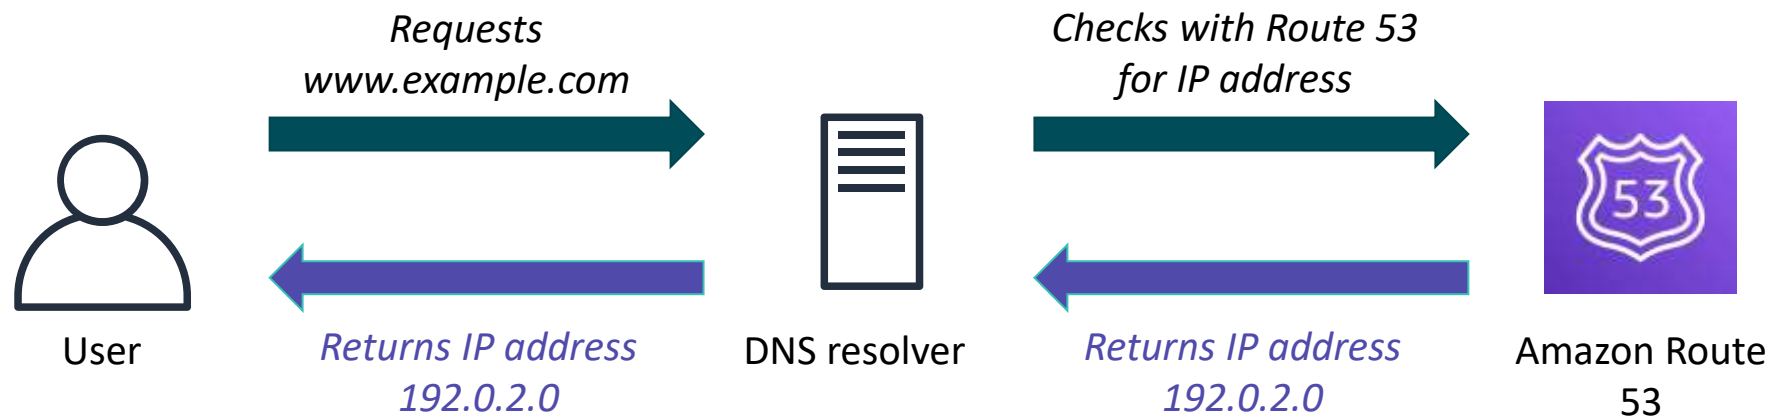 Requests
www.example.com
Checks with Route 53
for IP address
53
User
Returns IP address
192.0.2.0
DNS resolver
Returns IP address
192.0.2.0
Amazon Route
53